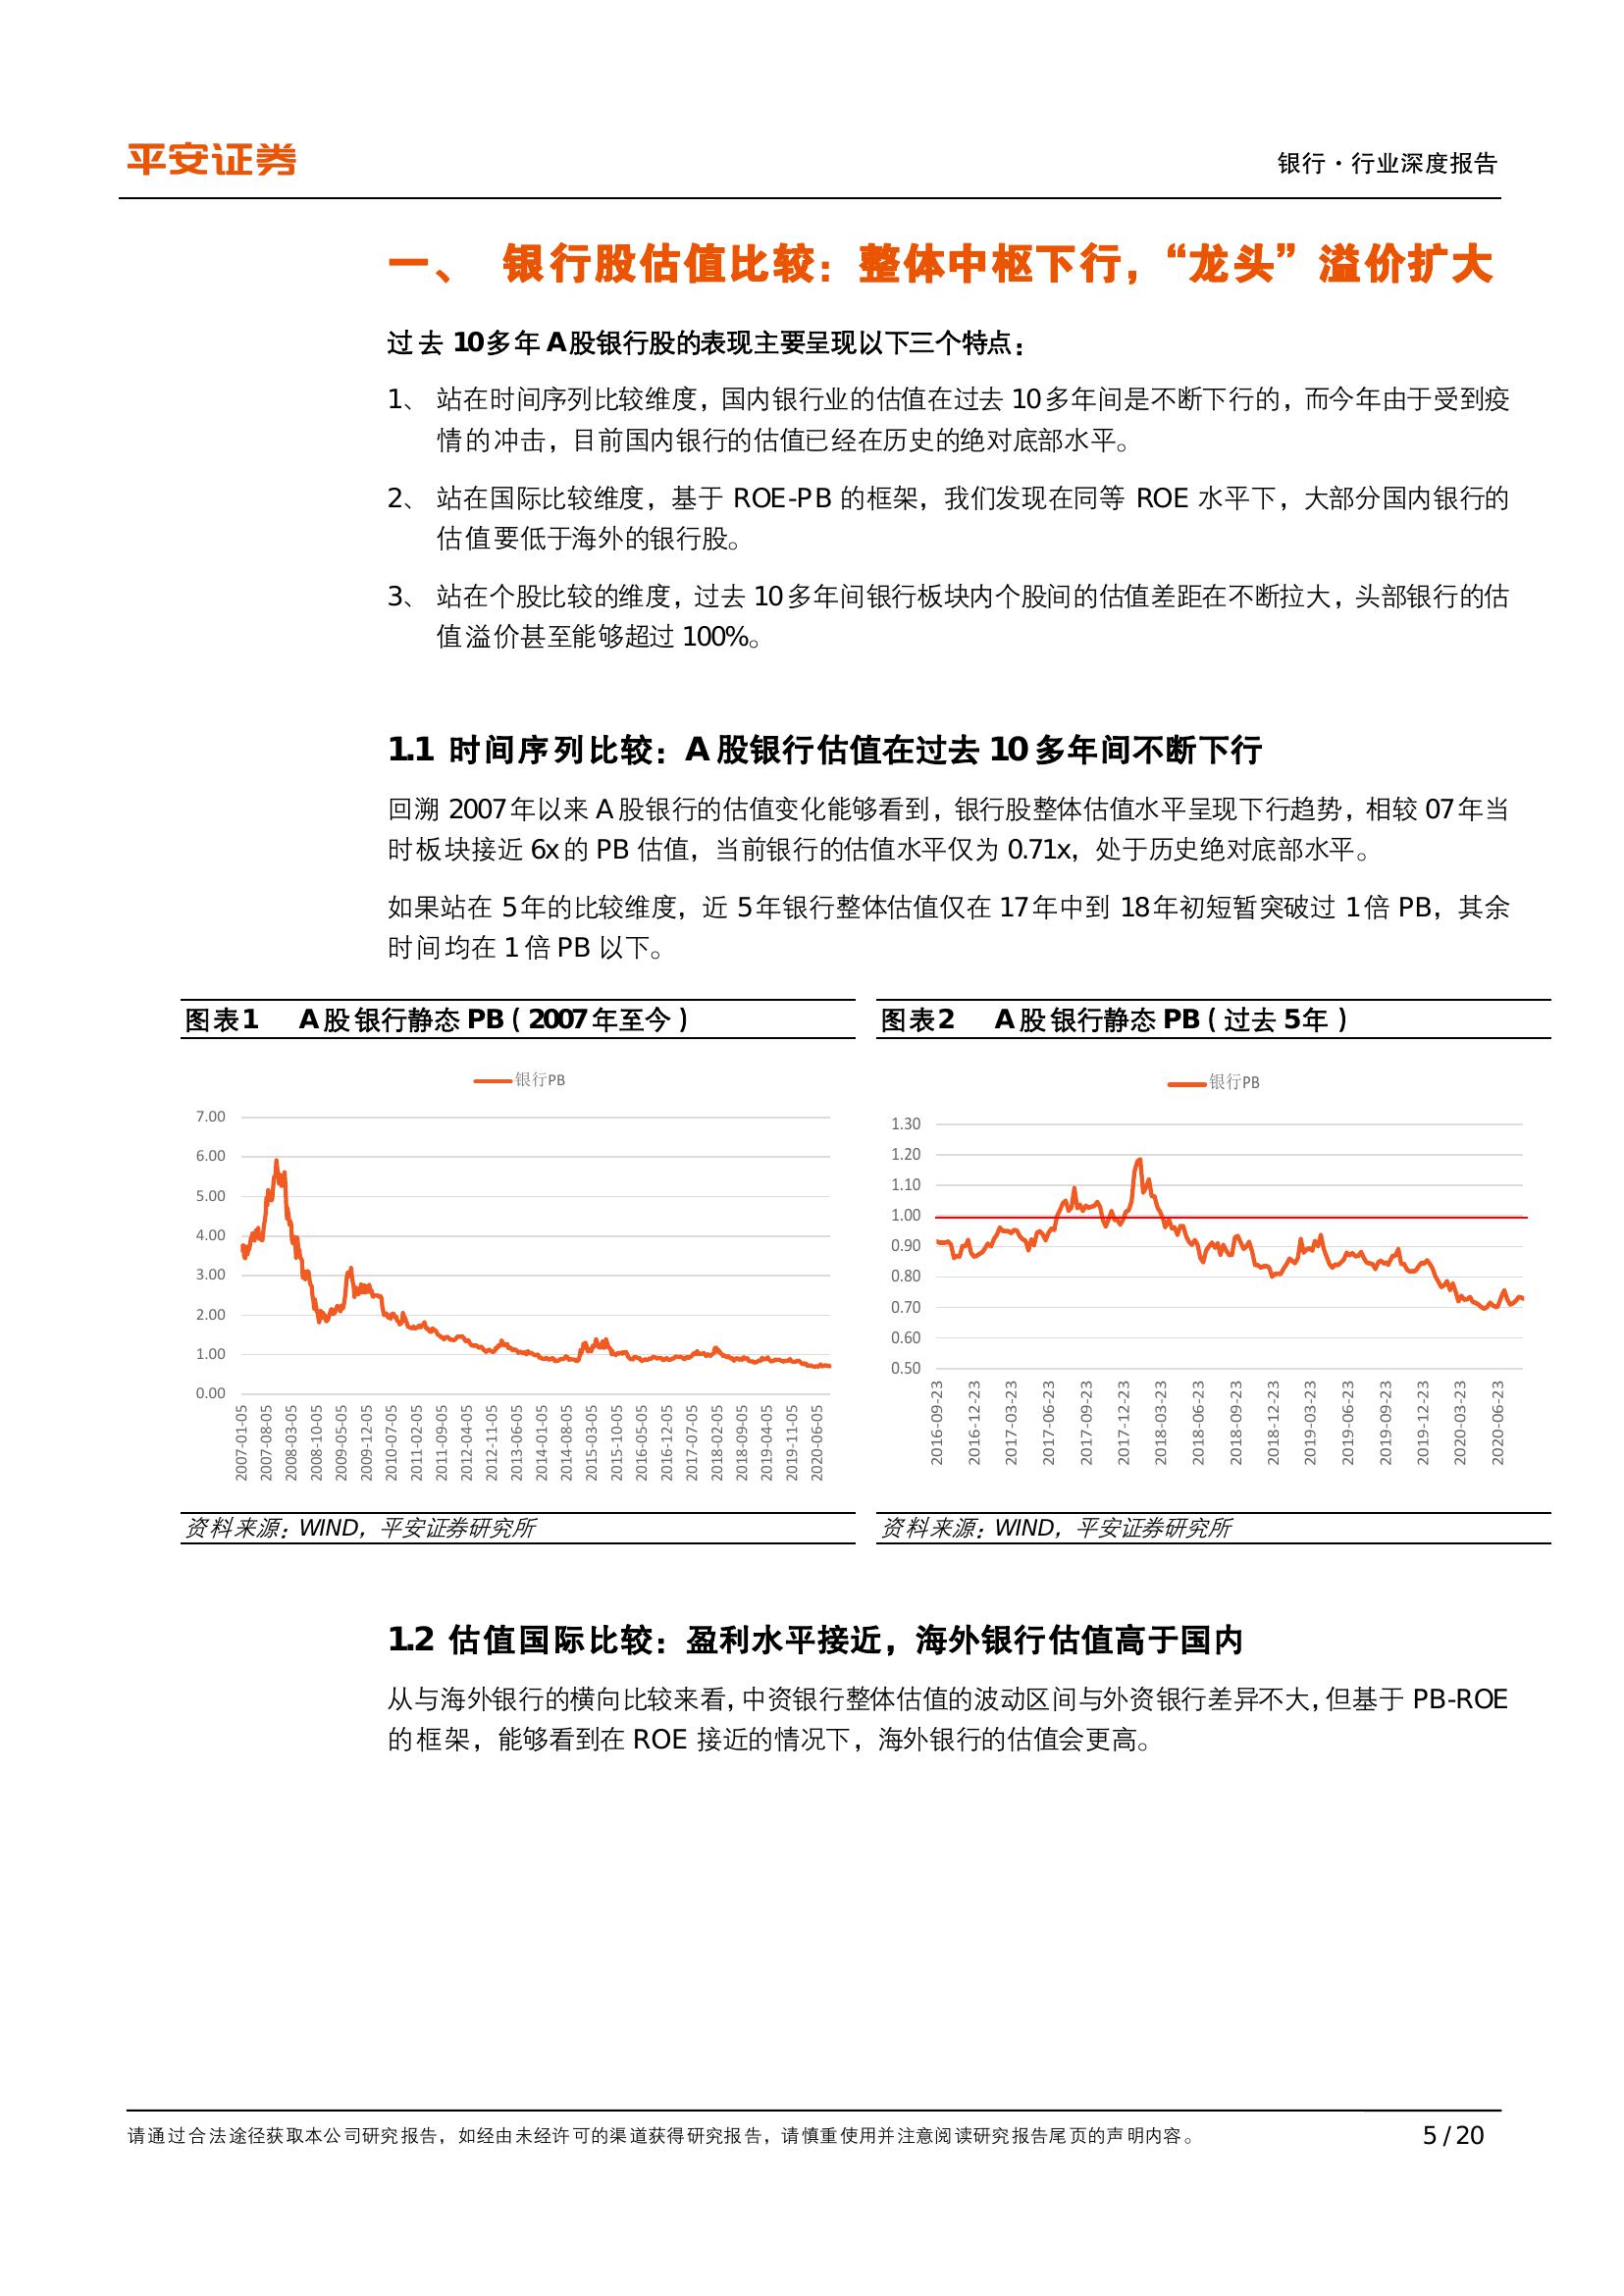 平安证券
银行·行业深度报告
一、 银行股估值比较：整体中枢下行，“龙头”溢价扩大
过去 10 多年 A 股银行股的表现主要呈现以下三个特点：
1、 站在时间序列比较维度，国内银行业的估值在过去 10 多年间是不断下行的，而今年由于受到疫
情的冲击，目前国内银行的估值已经在历史的绝对底部水平。
2、 站在国际比较维度，基于 ROE-PB 的框架，我们发现在同等 ROE 水平下，大部分国内银行的
估值要低于海外的银行股。
3、 站在个股比较的维度，过去 10 多年间银行板块内个股间的估值差距在不断拉大，头部银行的估
值溢价甚至能够超过 100%。
1.1 时间序列比较：A 股银行估值在过去 10 多年间不断下行
回溯 2007 年以来 A 股银行的估值变化能够看到，银行股整体估值水平呈现下行趋势，相较 07 年当
时板块接近 6x 的 PB 估值，当前银行的估值水平仅为 0.71x，处于历史绝对底部水平。
如果站在 5 年的比较维度，近 5 年银行整体估值仅在 17 年中到 18 年初短暂突破过 1 倍 PB，其余
时间均在 1 倍 PB 以下。
图表1 A 股银行静态 PB（2007 年至今）
银行PB
7.00
6.00
5.00
4.00
3.00
2.00
1.00
0.00
2007-01-05
2007-08-05
2008-03-05
2008-10-05
2009-05-05
2009-12-05
2010-07-05
2011-02-05
2011-09-05
2012-04-05
2012-11-05
2013-06-05
2014-01-05
2014-08-05
2015-03-05
2015-10-05
2016-05-05
2016-12-05
2017-07-05
2018-02-05
2018-09-05
2019-04-05
2019-11-05
2020-06-05
资料来源：WIND，平安证券研究所
图表2 A 股银行静态 PB（过去 5 年）
银行PB
1.30
1.20
1.10
1.00
0.90
0.80
0.70
0.60
0.50
2016-09-23
2016-12-23
2017-03-23
2017-06-23
2017-09-23
2017-12-23
2018-03-23
2018-06-23
2018-09-23
2018-12-23
2019-03-23
2019-06-23
2019-09-23
2019-12-23
2020-03-23
2020-06-23
资料来源：WIND，平安证券研究所
1.2 估值国际比较：盈利水平接近，海外银行估值高于国内
从与海外银行的横向比较来看，中资银行整体估值的波动区间与外资银行差异不大，但基于 PB-ROE
的框架，能够看到在 ROE 接近的情况下，海外银行的估值会更高。
请通过合法途径获取本公司研究报告，如经由未经许可的渠道获得研究报告，请慎重使用并注意阅读研究报告尾页的声明内容。
5 / 20